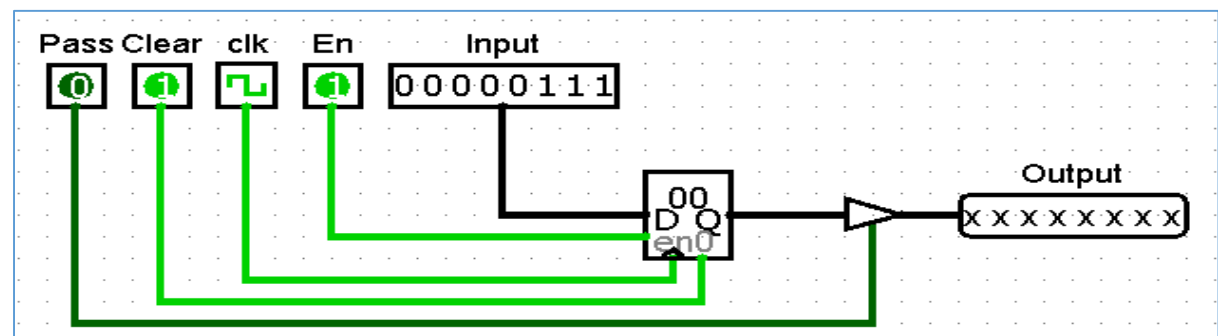 Pass Clear clk En Input
0 1 1 00000111
00
D Q
en0
Output
xxxxxxxx